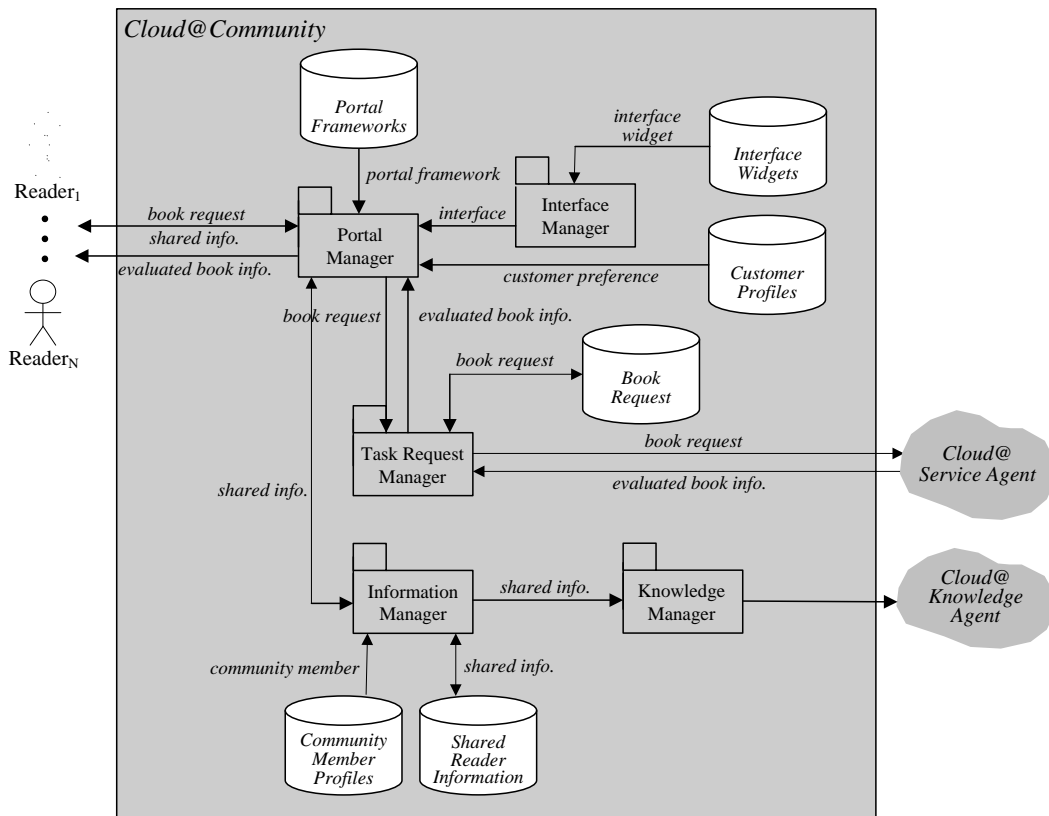 Cloud@Community
Portal
Frameworks
interface
widget
Interface
Widgets
portal framework
Reader1
book request
shared info.
evaluated book info.
interface
Interface
Manager
Portal
Manager
customer preference
Customer
Profiles
ReaderN
book request
evaluated book info.
book request
Book
Request
Task Request
Manager
book request
evaluated book info.
Cloud@
Service Agent
shared info.
Information
Manager
shared info.
Knowledge
Manager
Cloud@
Knowledge
Agent
community member
shared info.
Community
Member
Profiles
Shared
Reader
Information